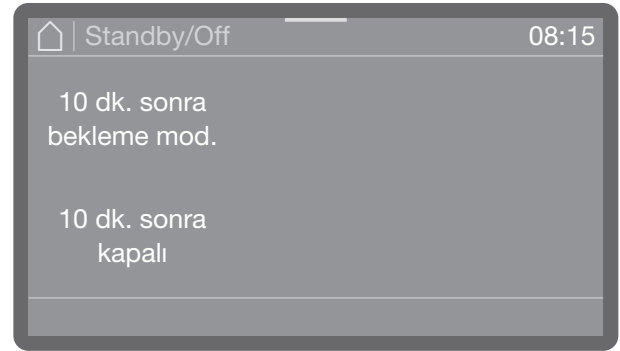 Standby/Off 08:15
10 dk. sonra
bekleme mod.
10 dk. sonra
kapalı